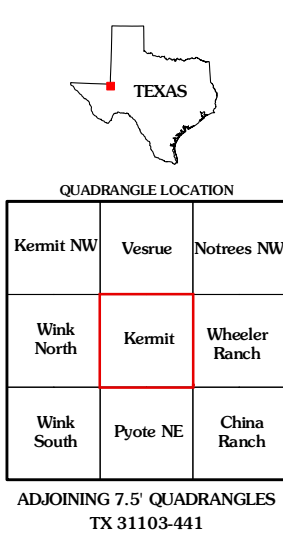 TEXAS
QUADRANGLE LOCATION
Kermit NW Vesrue Notrees NW
Wink North Kermit Wheeler Ranch
Wink South Pyote NE China Ranch
ADJOINING 7.5' QUADRANGLES
TX 31103-441